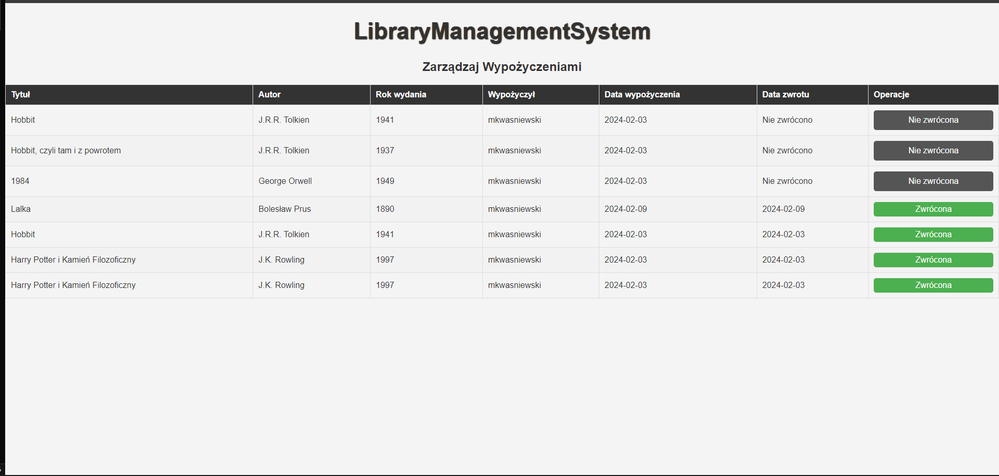 LibraryManagementSystem
Zarządzaj Wypożyczeniami
Tytuł Autor Rok wydania Wypożyczył Data wypożyczenia Data zwrotu Operacje
Hobbit J.R.R. Tolkien 1941 mkwasniewski 2024-02-03 Nie zwrócono Nie zwrócona
Hobbit, czyli tam i z powrotem J.R.R. Tolkien 1937 mkwasniewski 2024-02-03 Nie zwrócono Nie zwrócona
1984 George Orwell 1949 mkwasniewski 2024-02-03 Nie zwrócono Nie zwrócona
Lalka Bolesław Prus 1890 mkwasniewski 2024-02-09 2024-02-09 Zwrócona
Hobbit J.R.R. Tolkien 1941 mkwasniewski 2024-02-03 2024-02-03 Zwrócona
Harry Potter i Kamień Filozoficzny J.K. Rowling 1997 mkwasniewski 2024-02-03 2024-02-03 Zwrócona
Harry Potter i Kamień Filozoficzny J.K. Rowling 1997 mkwasniewski 2024-02-03 2024-02-03 Zwrócona